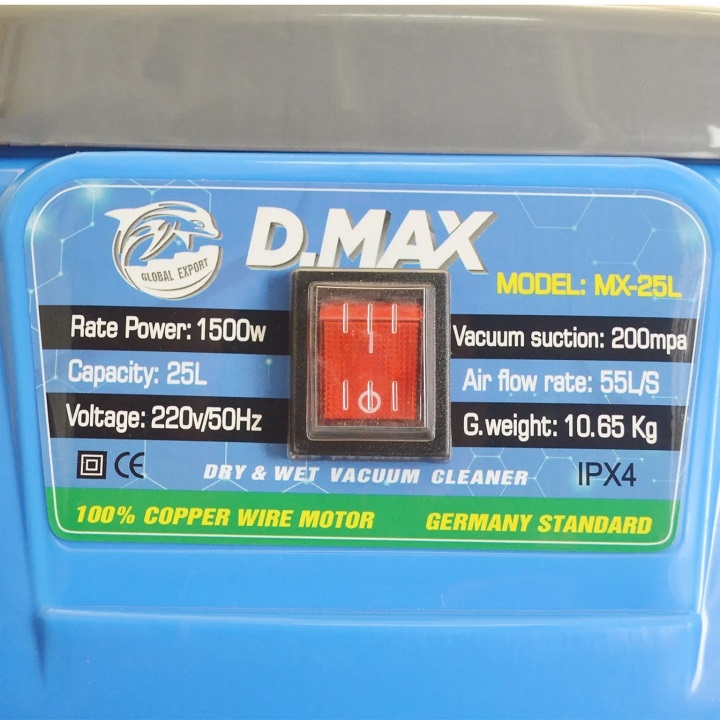 D.MAX
GLOBAL EXPORT
MODEL: MX-25L
Rate Power: 1500w
Vacuum suction: 200mpa
Capacity: 25L
Air flow rate: 55L/S
Voltage: 220v/50Hz
G.weight: 10.65 Kg
CE
DRY & WET VACUUM CLEANER
IPX4
100% COPPER WIRE MOTOR
GERMANY STANDARD